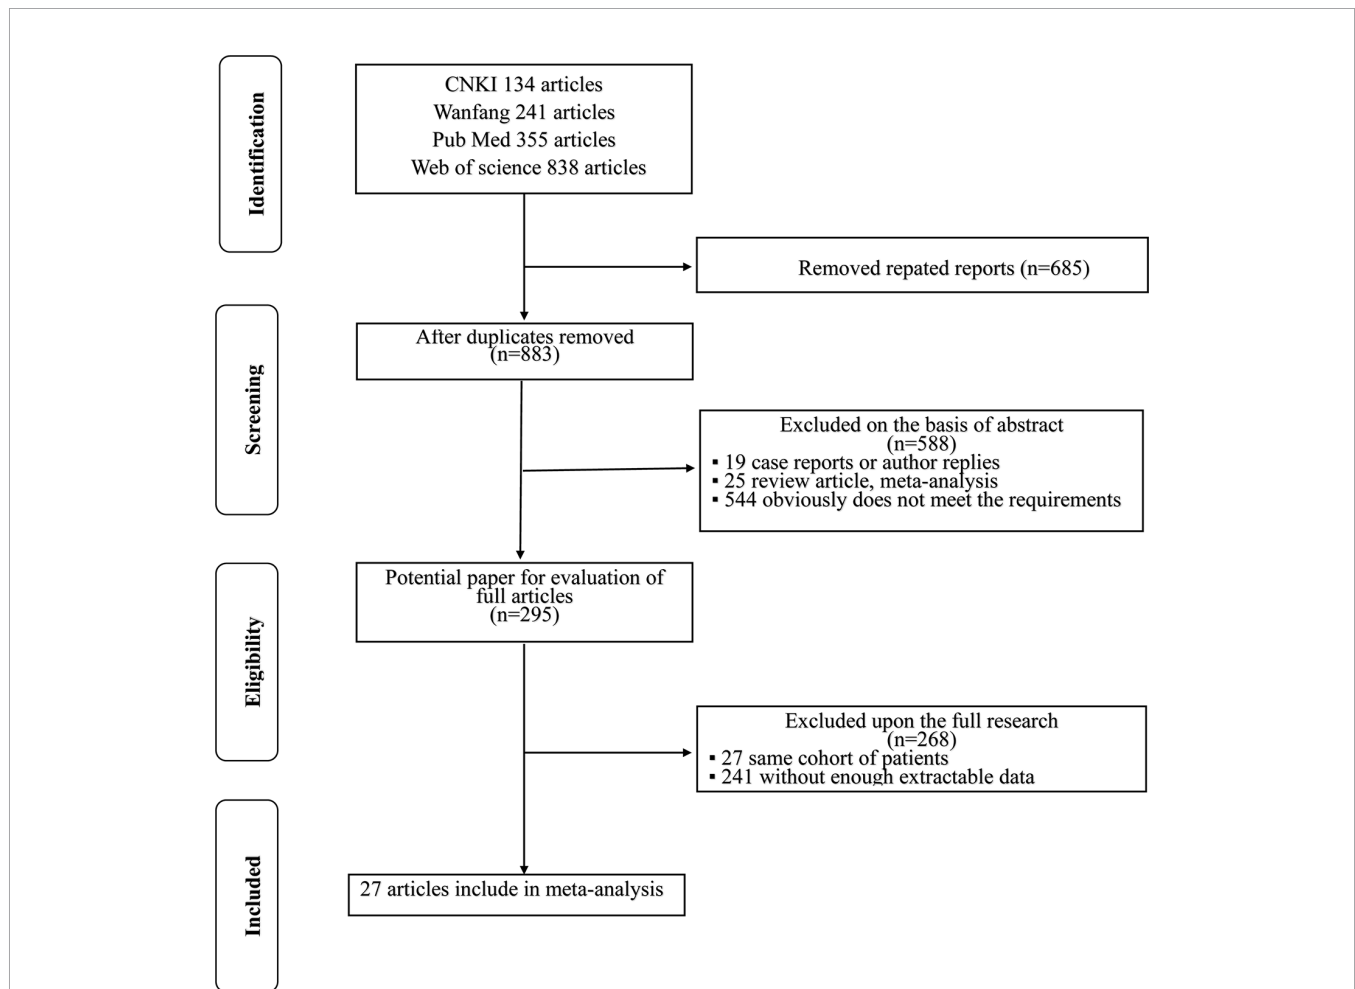 Identification
CNKI 134 articles
Wanfang 241 articles
Pub Med 355 articles
Web of science 838 articles
Removed repated reports (n=685)
Screening
After duplicates removed
(n=883)
Excluded on the basis of abstract
(n=588)
▪ 19 case reports or author replies
▪ 25 review article, meta-analysis
▪ 544 obviously does not meet the requirements
Eligibility
Potential paper for evaluation of
full articles
(n=295)
Excluded upon the full research
(n=268)
▪ 27 same cohort of patients
▪ 241 without enough extractable data
Included
27 articles include in meta-analysis